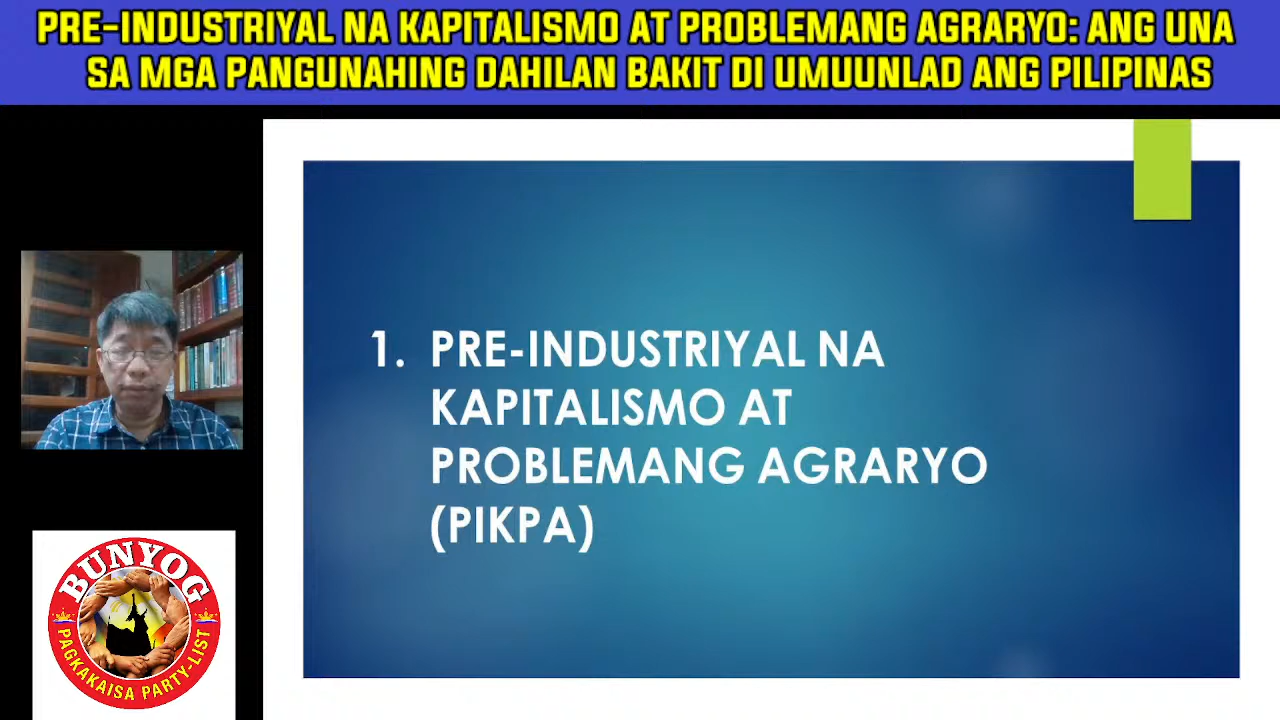 PRE-INDUSTRIYAL NA KAPITALISMO AT PROBLEMANG AGRARYO: ANG UNA
SA MGA PANGUNAHING DAHILAN BAKIT DI UMUUNLAD ANG PILIPINAS
1. PRE-INDUSTRIYAL NA
KAPITALISMO AT
PROBLEMANG AGRARYO
(PIKPA)
BUNYOG
PAGKAKAISA PARTY-LIST